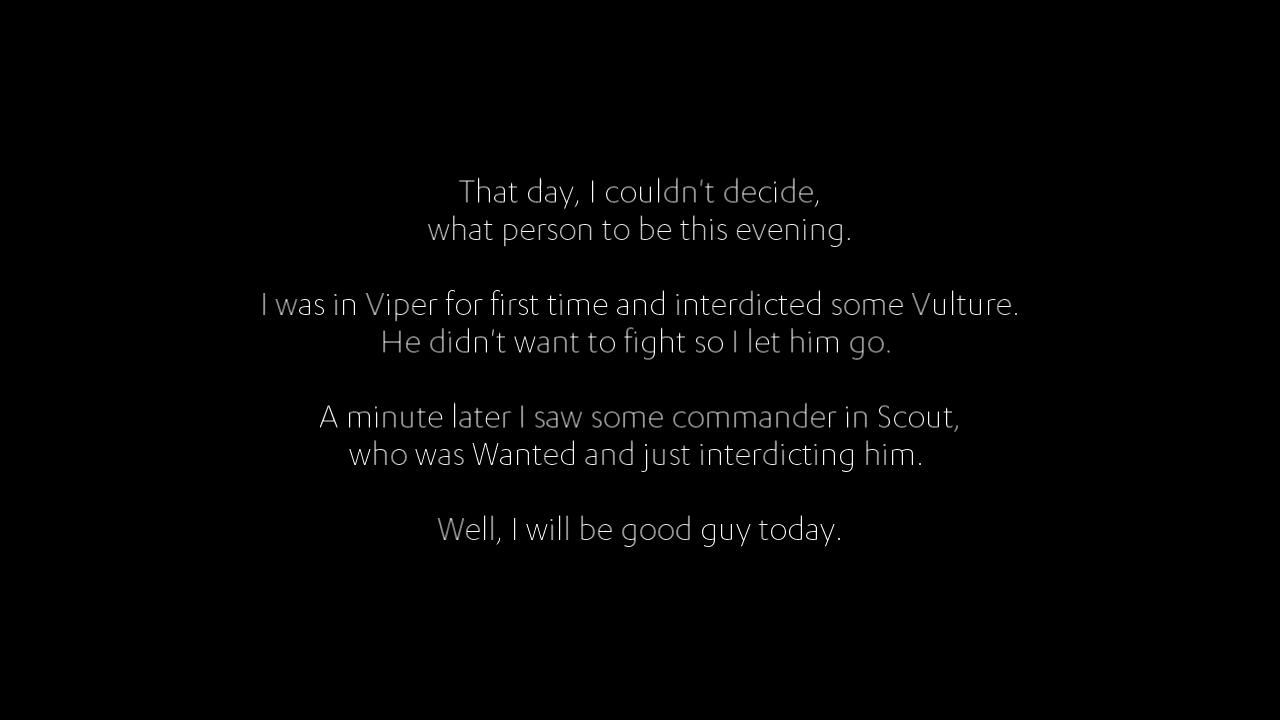 That day, I couldn't decide,
what person to be this evening.
I was in Viper for first time and interdicted some Vulture.
He didn't want to fight so I let him go.
A minute later I saw some commander in Scout,
who was Wanted and just interdicting him.
Well, I will be good guy today.